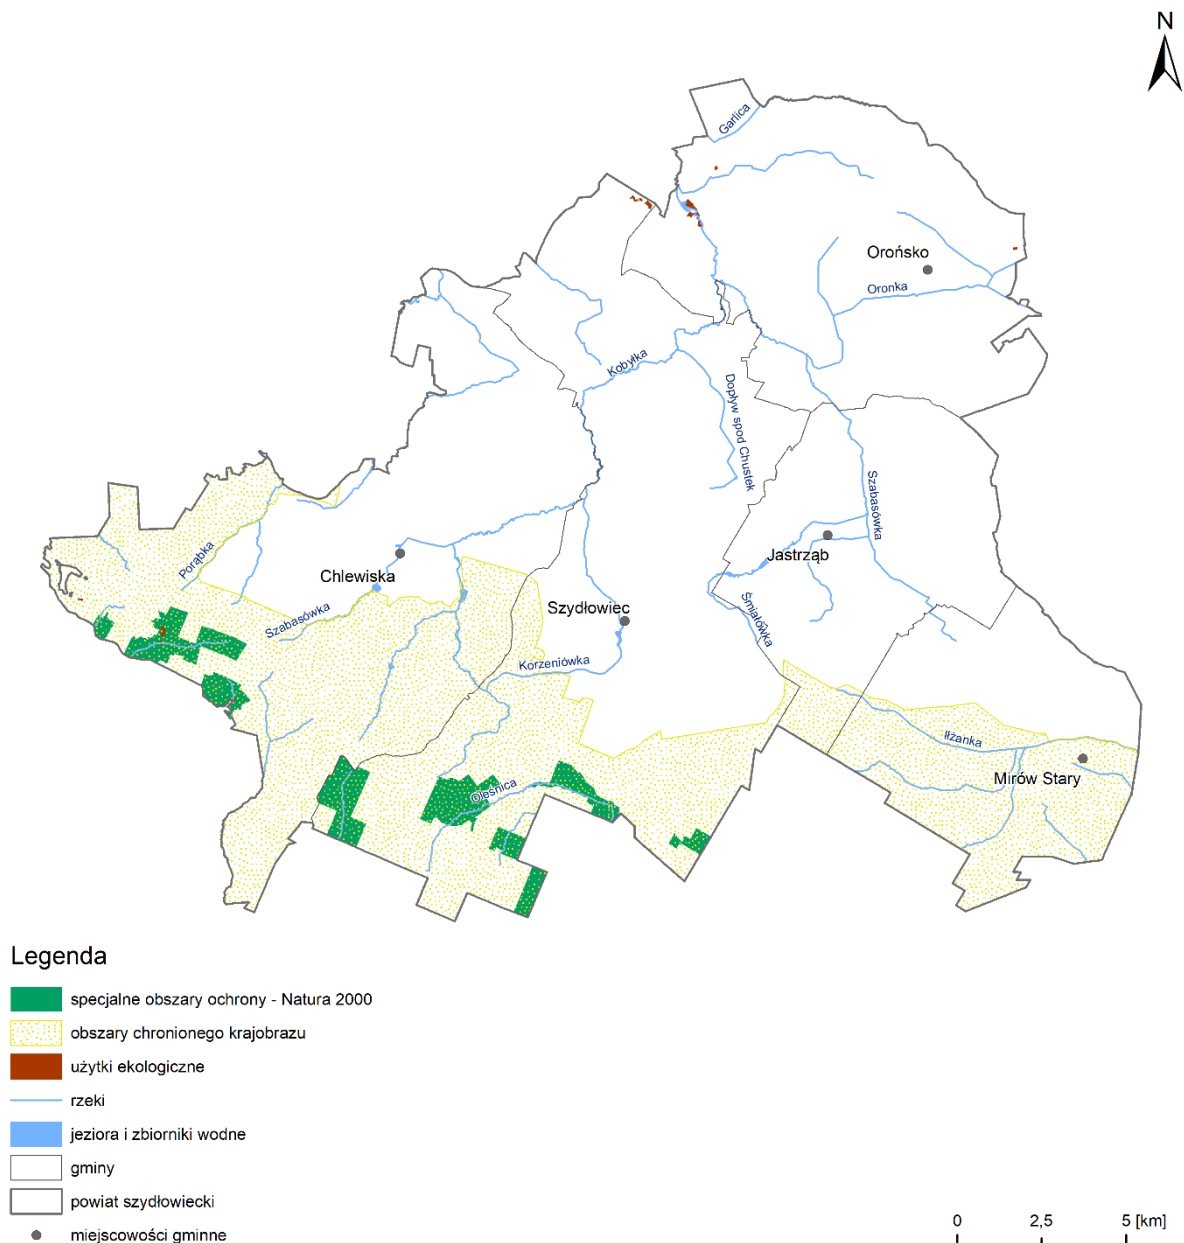 N
Garlica
Orońsko
Oronka
Kobyłka
Dopływ spod Chustek
Szabasówka
Porąbka
Jastrząb
Chlewiska
Szydłowiec
Śmiałówka
Szabasówka
Korzeniówka
Iłżanka
Mirów Stary
Oleśnica
Legenda
specjalne obszary ochrony - Natura 2000
obszary chronionego krajobrazu
użytki ekologiczne
rzeki
jeziora i zbiorniki wodne
gminy
powiat szydłowiecki
miejscowości gminne
0 2,5 5 [km]